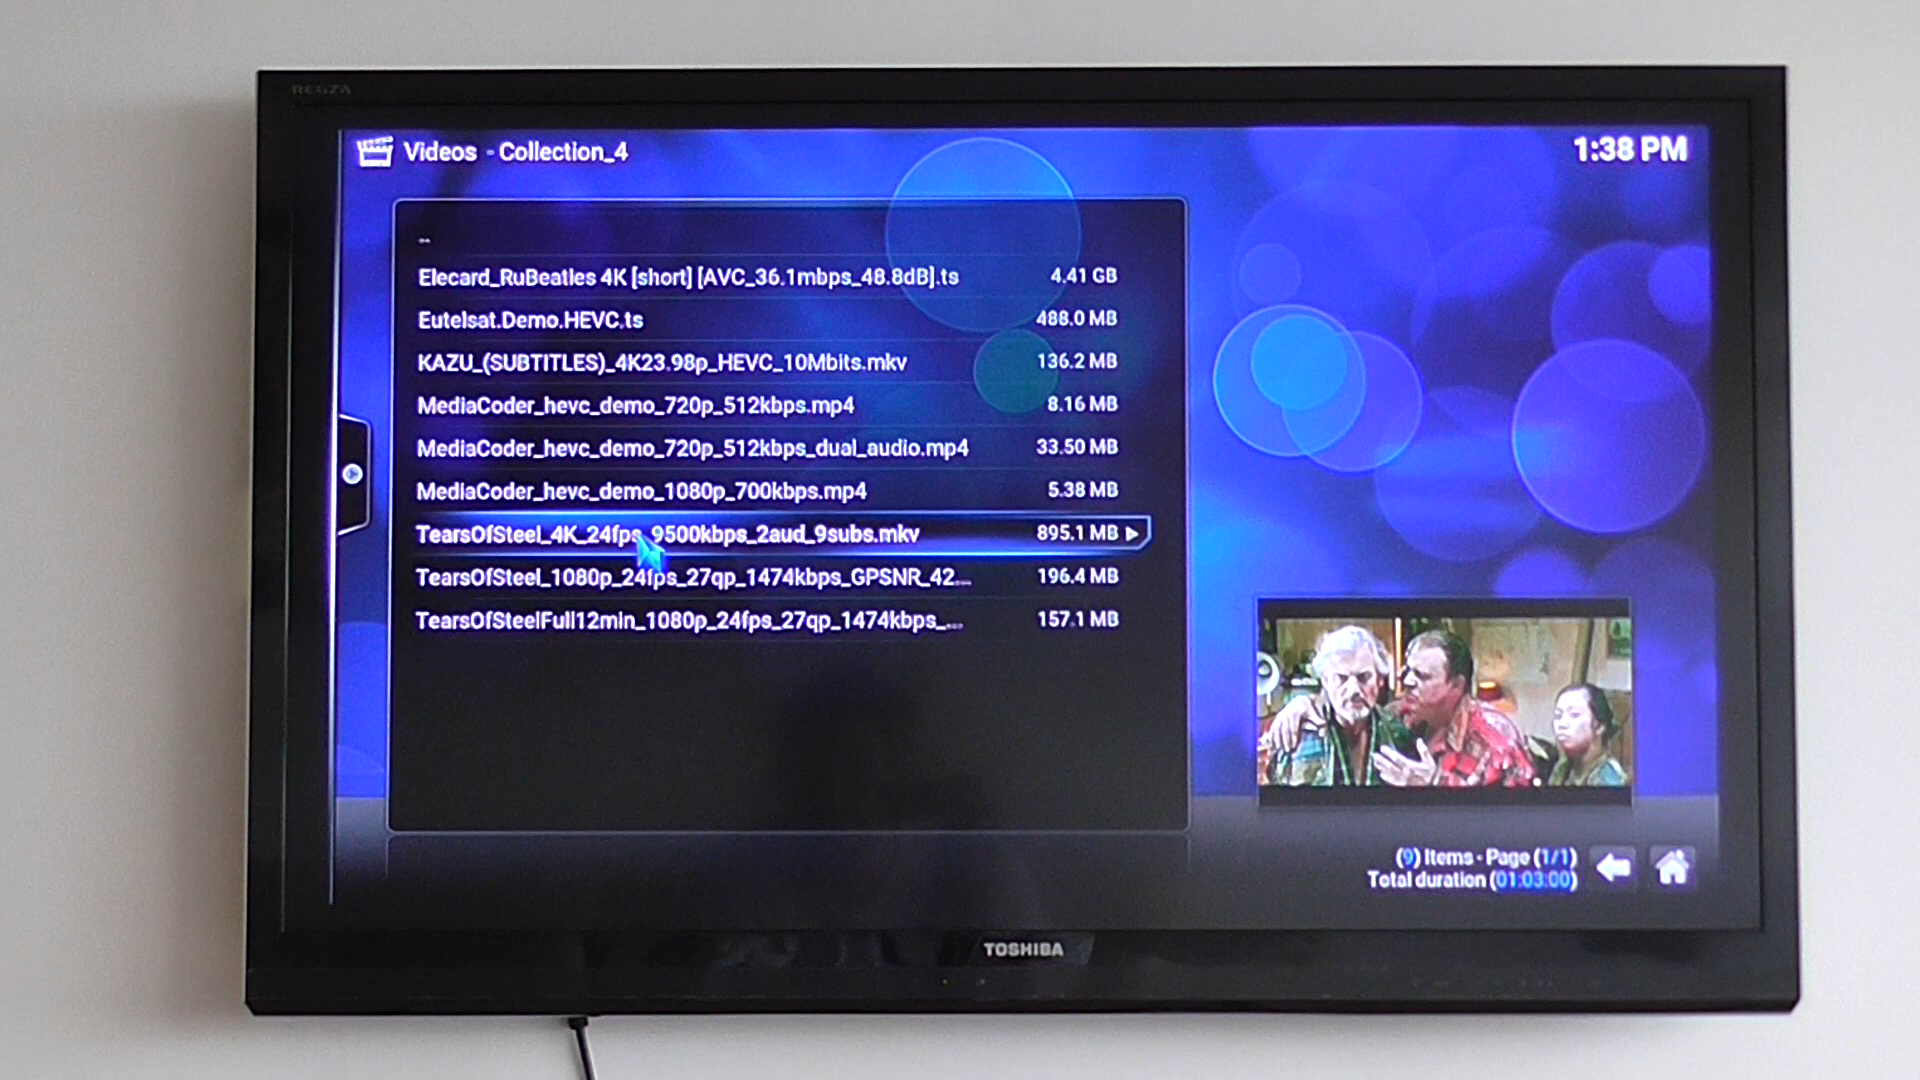 REGZA
Videos - Collection_4
1:38 PM
..
Elecard_RuBeatles 4K [short] [AVC_36.1mbps_48.8dB].ts 4.41 GB
Eutelsat.Demo.HEVC.ts 488.0 MB
KAZU_(SUBTITLES)_4K23.98p_HEVC_10Mbits.mkv 136.2 MB
MediaCoder_hevc_demo_720p_512kbps.mp4 8.16 MB
MediaCoder_hevc_demo_720p_512kbps_dual_audio.mp4 33.50 MB
MediaCoder_hevc_demo_1080p_700kbps.mp4 5.38 MB
TearsOfSteel_4K_24fps_9500kbps_2aud_9subs.mkv 895.1 MB
TearsOfSteel_1080p_24fps_27qp_1474kbps_GPSNR_42... 196.4 MB
TearsOfSteelFull12min_1080p_24fps_27qp_1474kbps_... 157.1 MB
(9) Items - Page (1/1)
Total duration (01:03:00)
TOSHIBA